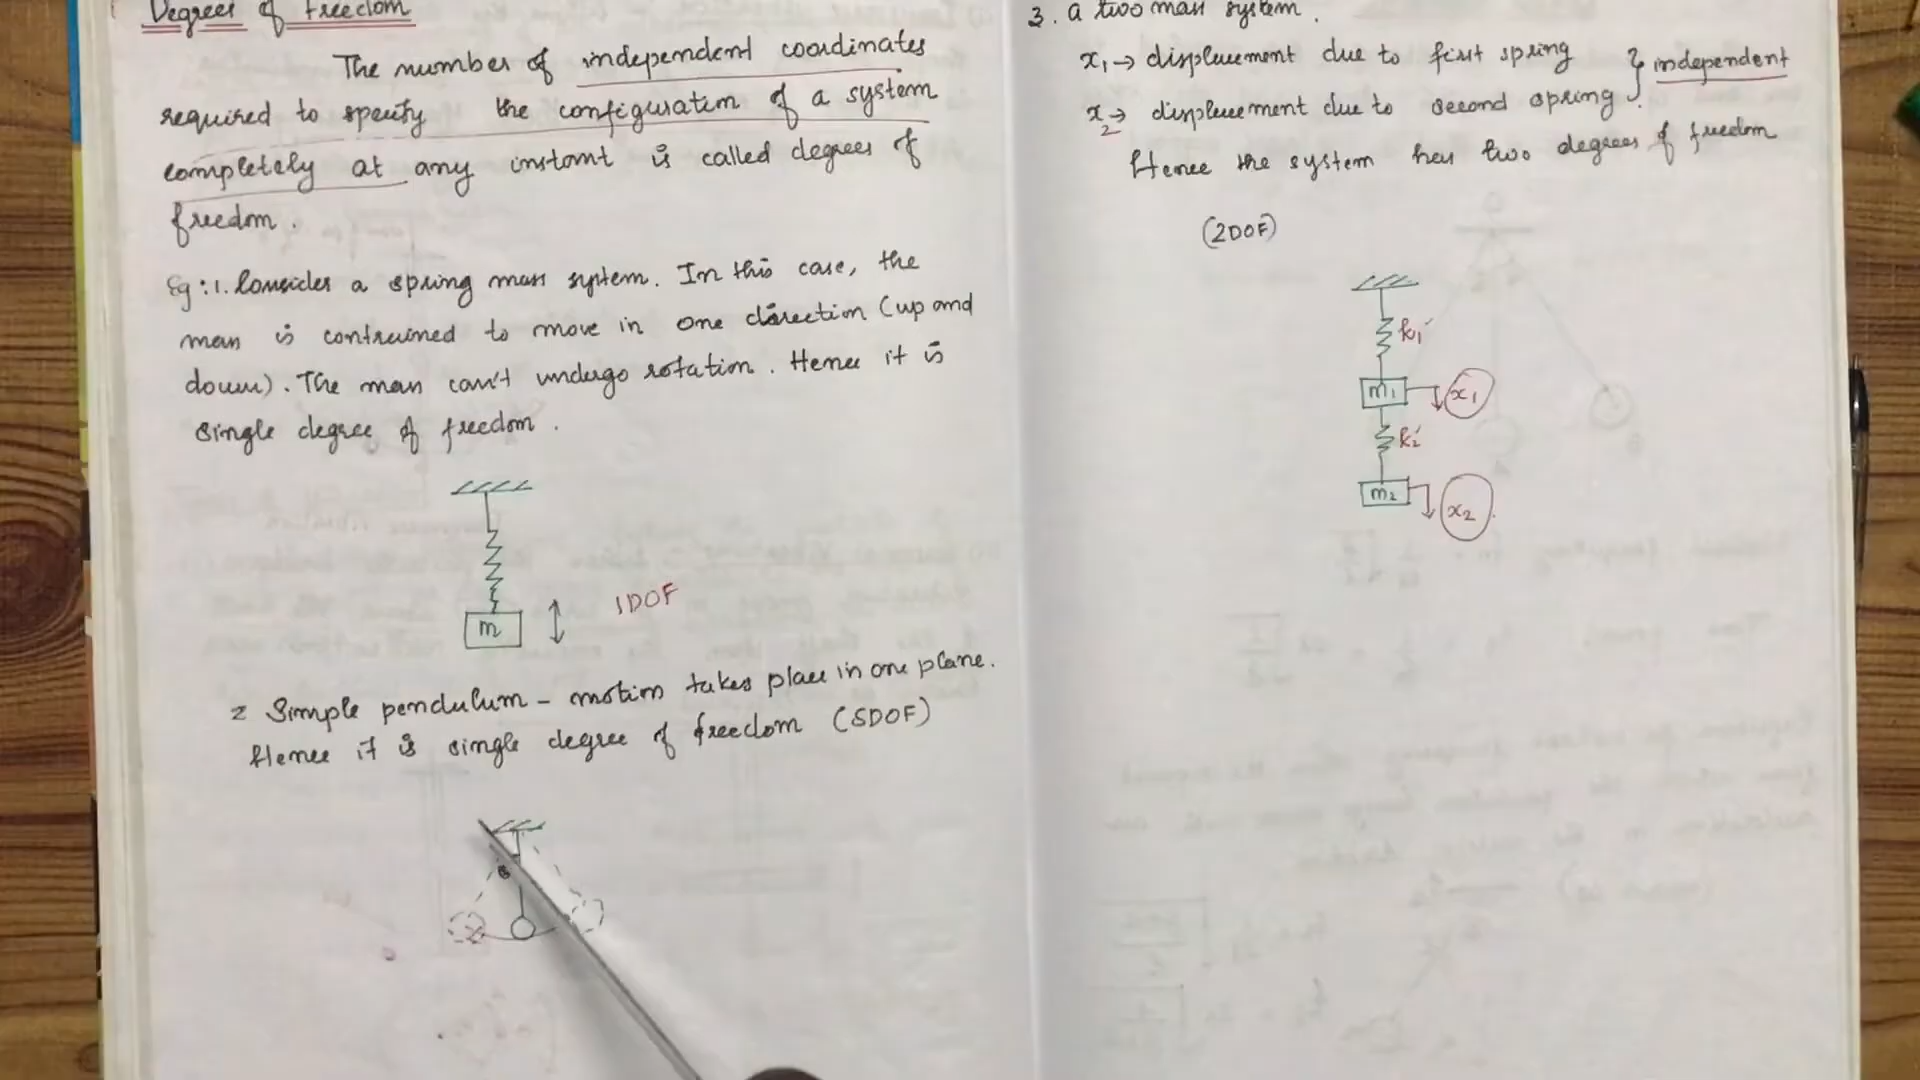 Degrees of Freedom
The number of independent coordinates
required to specify the configuration of a system
completely at any instant is called degrees of
freedom.
Eg:1. Consider a spring mass system. In this case, the
mass is contrained to move in one direction (up and
down). The mass can't undergo rotation. Hence it is
single degree of freedom.
m
1DOF
2 Simple pendulum - motion takes place in one plane.
Hence it is single degree of freedom (SDOF)
θ
3. a two mass system.
x₁→ displacement due to first spring } independent
x₂→ displacement due to second spring
Hence the system has two degrees of freedom
(2DOF)
k₁
m₁ x₁
k₂
m₂ x₂